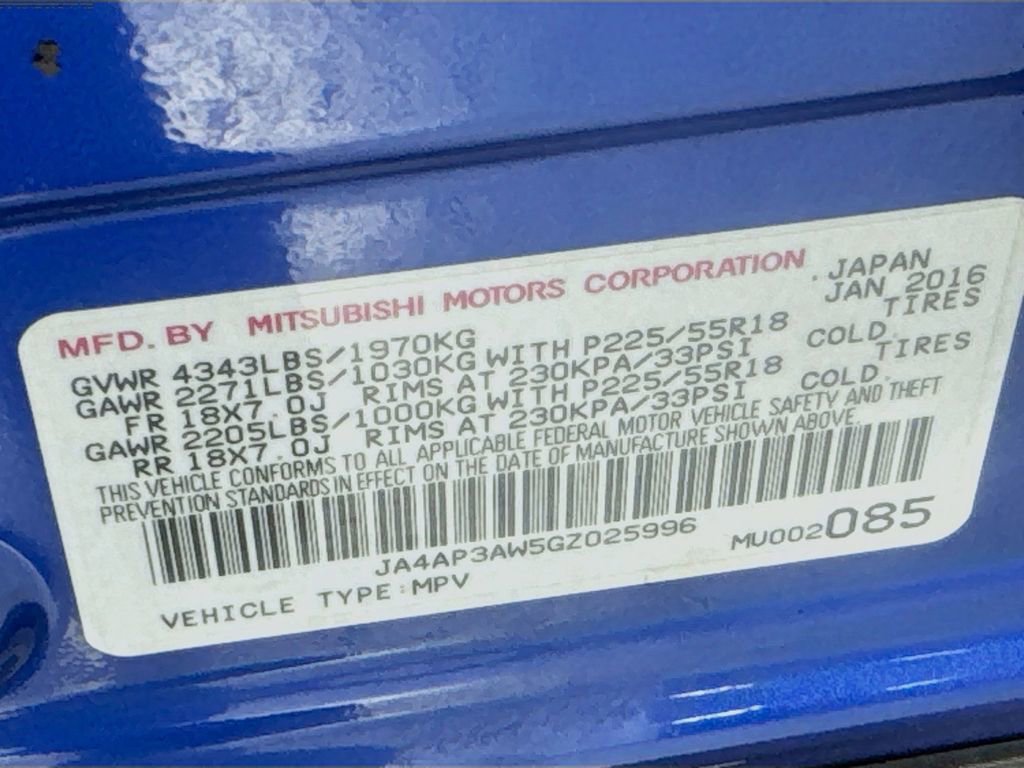 MFD. BY MITSUBISHI MOTORS CORPORATION. JAPAN
GVWR 4343LBS/1970KG JAN 2016
GAWR 2271LBS/1030KG WITH P225/55R18 TIRES
FR 18X7.0J RIMS AT 230KPA/33PSI COLD.
GAWR 2205LBS/1000KG WITH P225/55R18 TIRES
RR 18X7.0J RIMS AT 230KPA/33PSI COLD.
THIS VEHICLE CONFORMS TO ALL APPLICABLE FEDERAL MOTOR VEHICLE SAFETY AND THEFT
PREVENTION STANDARDS IN EFFECT ON THE DATE OF MANUFACTURE SHOWN ABOVE.
JA4AP3AW5GZ025996 MU002085
VEHICLE TYPE:MPV